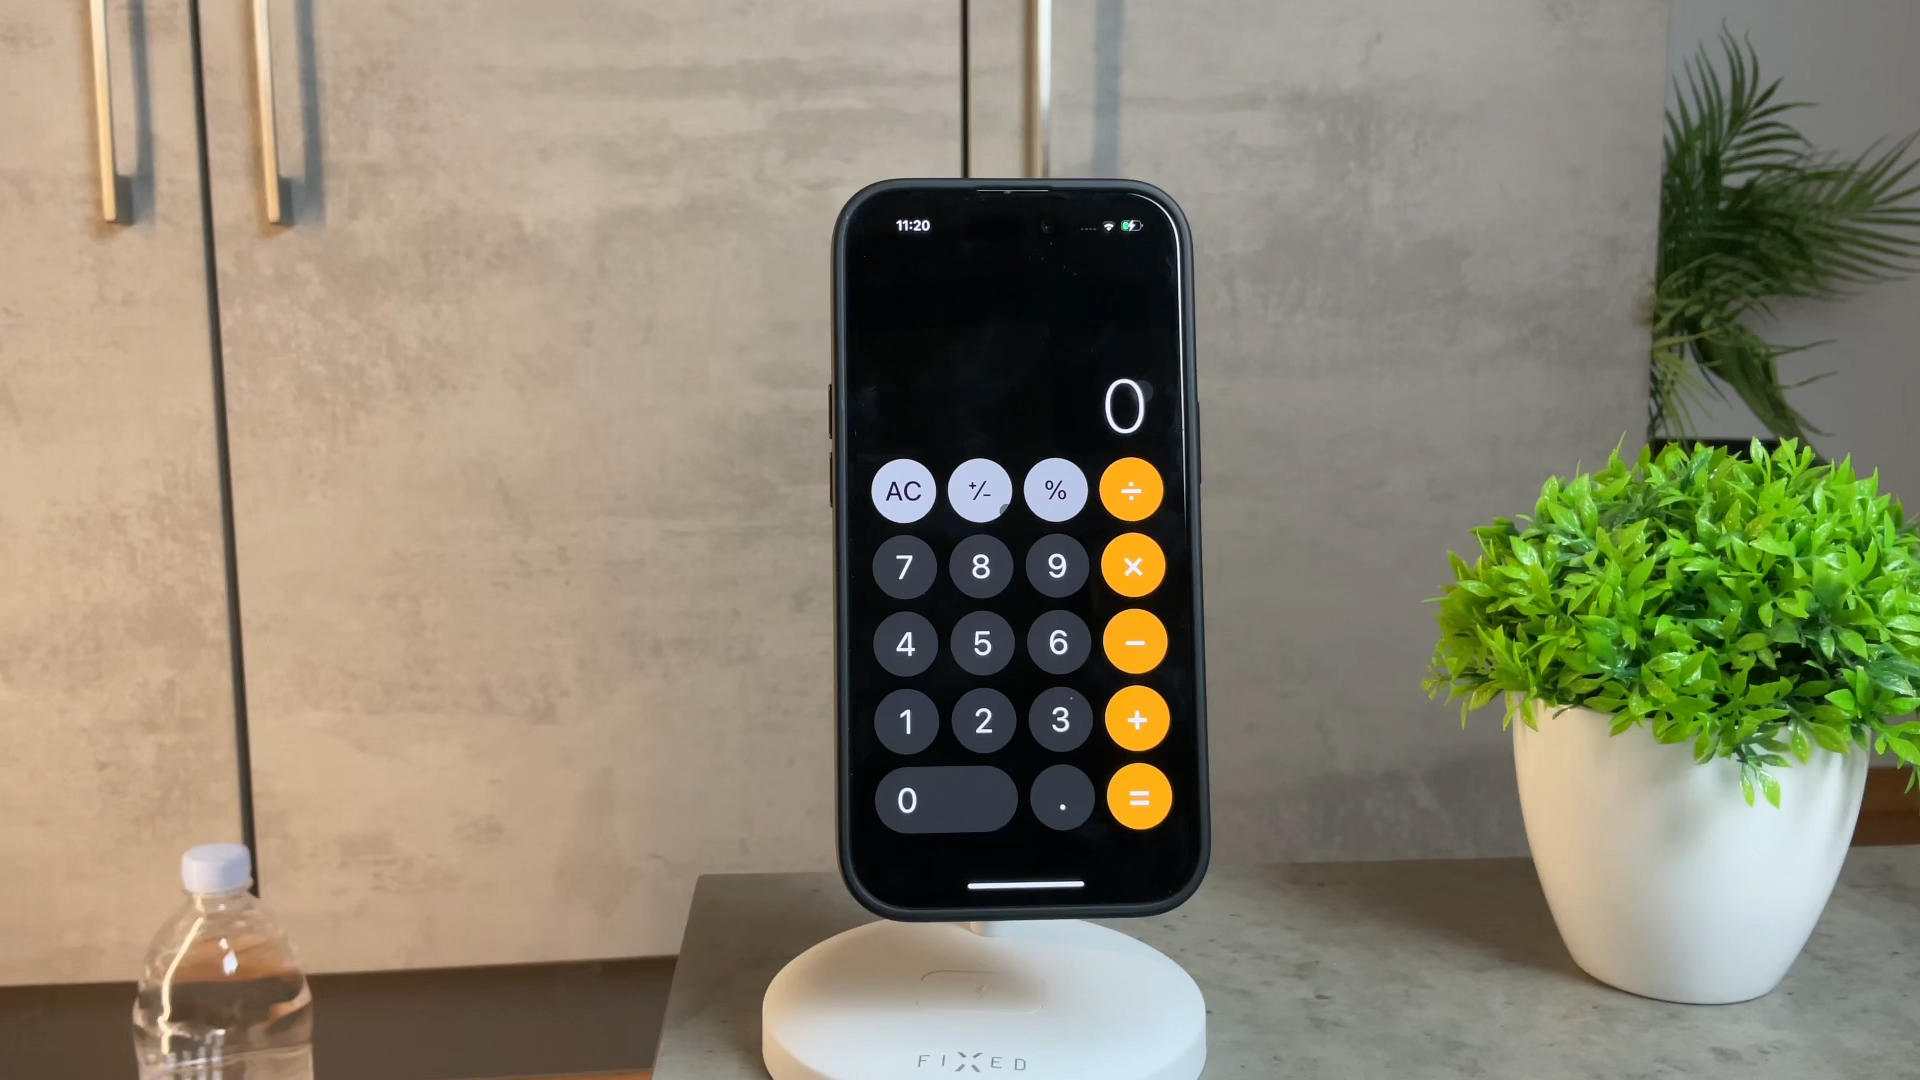 11:20
0
AC +/− % ÷
7 8 9 ×
4 5 6 −
1 2 3 +
0 . =
FIXED